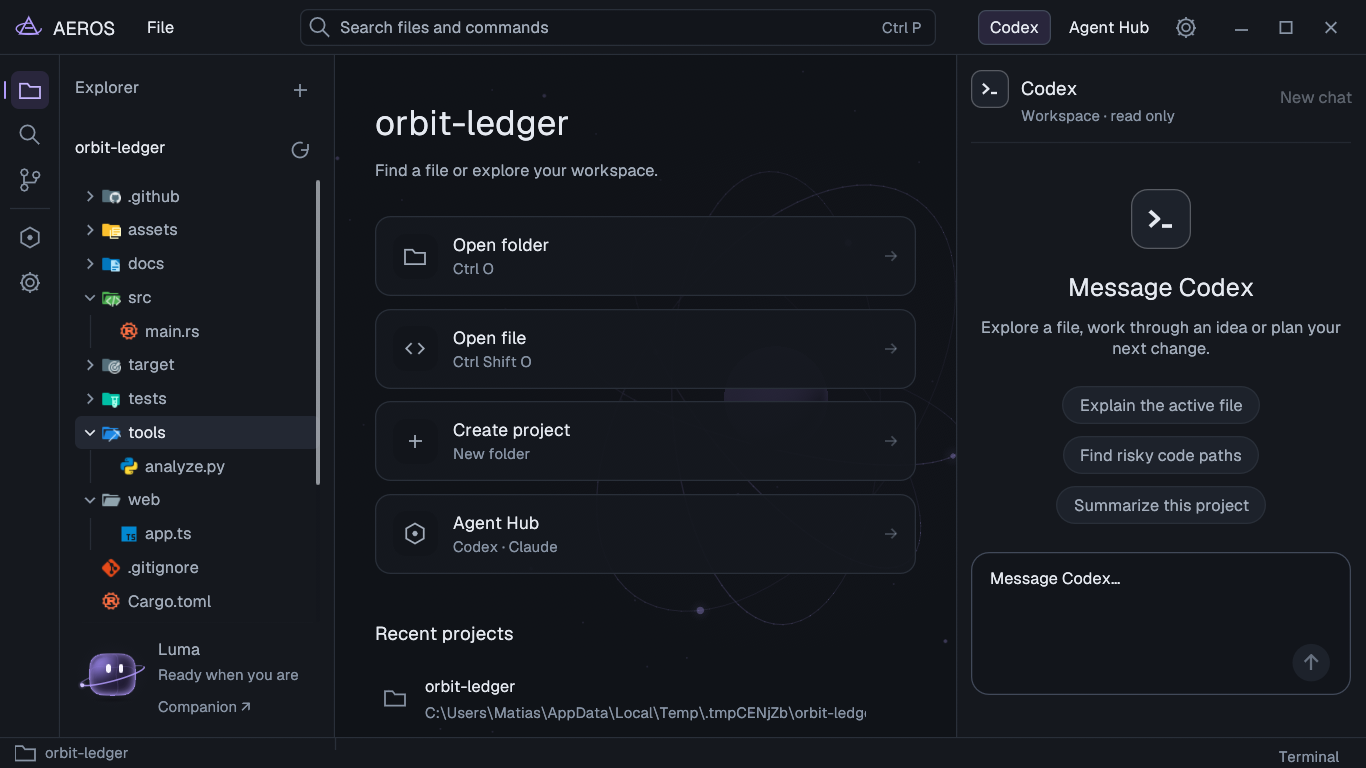 AEROS
File
Search files and commands
Ctrl P
Codex
Agent Hub
Explorer
orbit-ledger
.github
assets
docs
src
main.rs
target
tests
tools
analyze.py
web
app.ts
.gitignore
Cargo.toml
Luma
Ready when you are
Companion ↗
orbit-ledger
Find a file or explore your workspace.
Open folder
Ctrl O
Open file
Ctrl Shift O
Create project
New folder
Agent Hub
Codex · Claude
Recent projects
orbit-ledger
C:\Users\Matias\AppData\Local\Temp\.tmpCENjZb\orbit-ledg
Codex
Workspace · read only
New chat
Message Codex
Explore a file, work through an idea or plan your
next change.
Explain the active file
Find risky code paths
Summarize this project
Message Codex...
orbit-ledger
Terminal